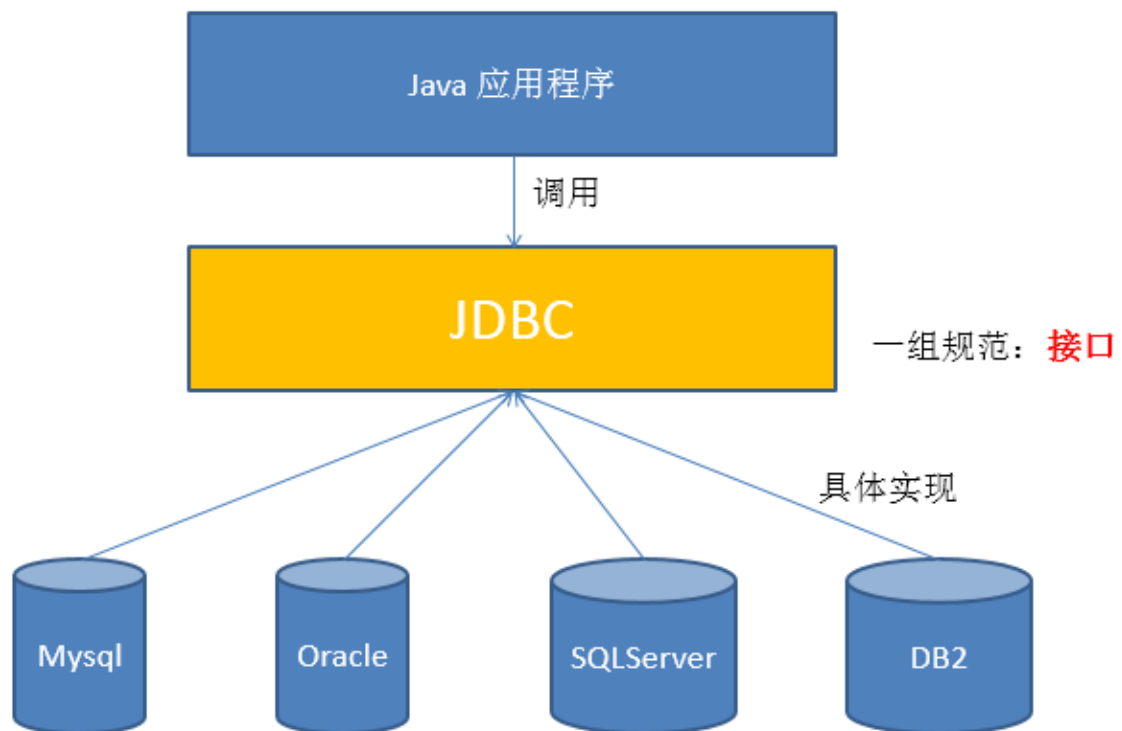 Java 应用程序
调用
JDBC
一组规范：接口
具体实现
Mysql
Oracle
SQLServer
DB2